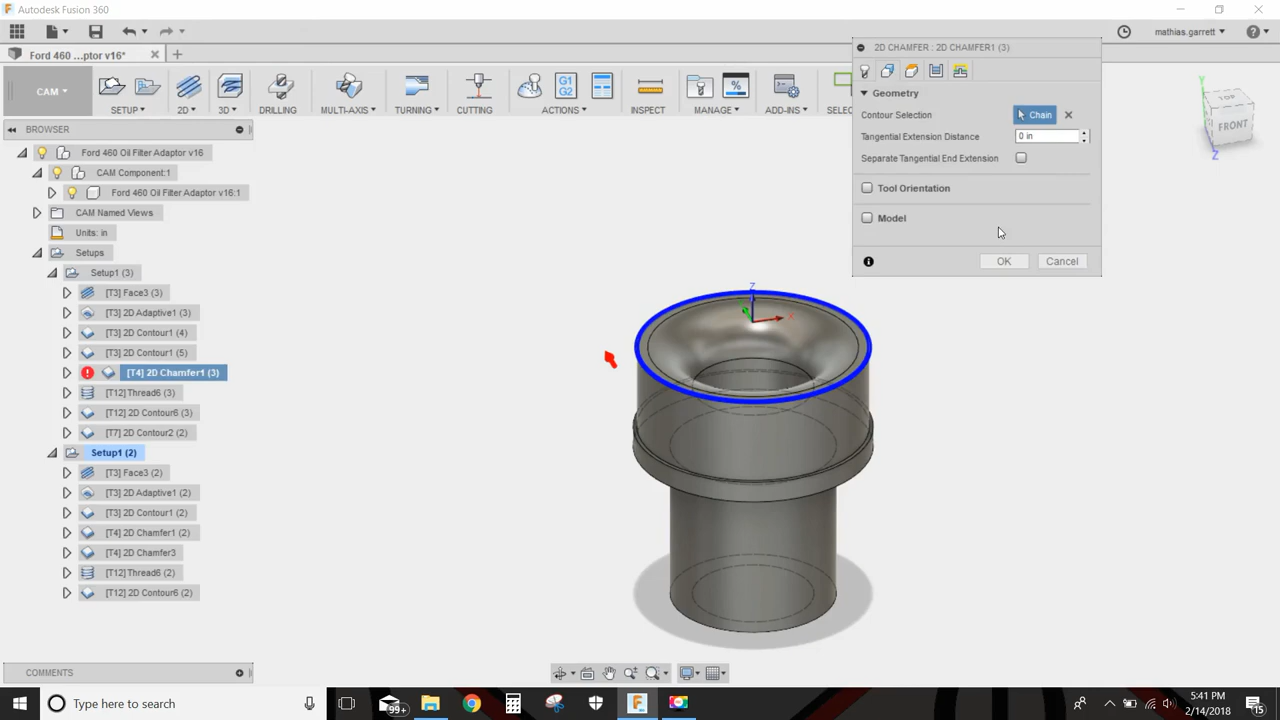 Autodesk Fusion 360
mathias.garrett
Ford 460 ...ptor v16*
2D CHAMFER : 2D CHAMFER1 (3)
CAM
SETUP
2D
3D
DRILLING
MULTI-AXIS
TURNING
CUTTING
G1
G2
ACTIONS
INSPECT
MANAGE
ADD-INS
SELEC
Geometry
Contour Selection
Chain
Tangential Extension Distance
0 in
Separate Tangential End Extension
Tool Orientation
Model
OK
Cancel
Y
TOP
FRONT
Z
BROWSER
Ford 460 Oil Filter Adaptor v16
CAM Component:1
Ford 460 Oil Filter Adaptor v16:1
CAM Named Views
Units: in
Setups
Setup1 (3)
[T3] Face3 (3)
[T3] 2D Adaptive1 (3)
[T3] 2D Contour1 (4)
[T3] 2D Contour1 (5)
[T4] 2D Chamfer1 (3)
[T12] Thread6 (3)
[T12] 2D Contour6 (3)
[T7] 2D Contour2 (2)
Setup1 (2)
[T3] Face3 (2)
[T3] 2D Adaptive1 (2)
[T3] 2D Contour1 (2)
[T4] 2D Chamfer1 (2)
[T4] 2D Chamfer3
[T12] Thread6 (2)
[T12] 2D Contour6 (2)
Z
X
COMMENTS
Type here to search
99+
5:41 PM
2/14/2018
15